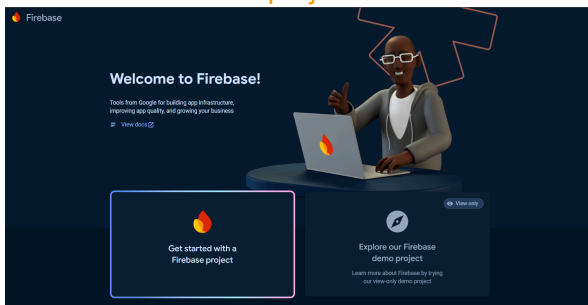 Firebase
Welcome to Firebase!
Tools from Google for building app infrastructure,
improving app quality, and growing your business
View docs
Get started with a
Firebase project
View only
Explore our Firebase
demo project
Learn more about Firebase by trying
our view-only demo project